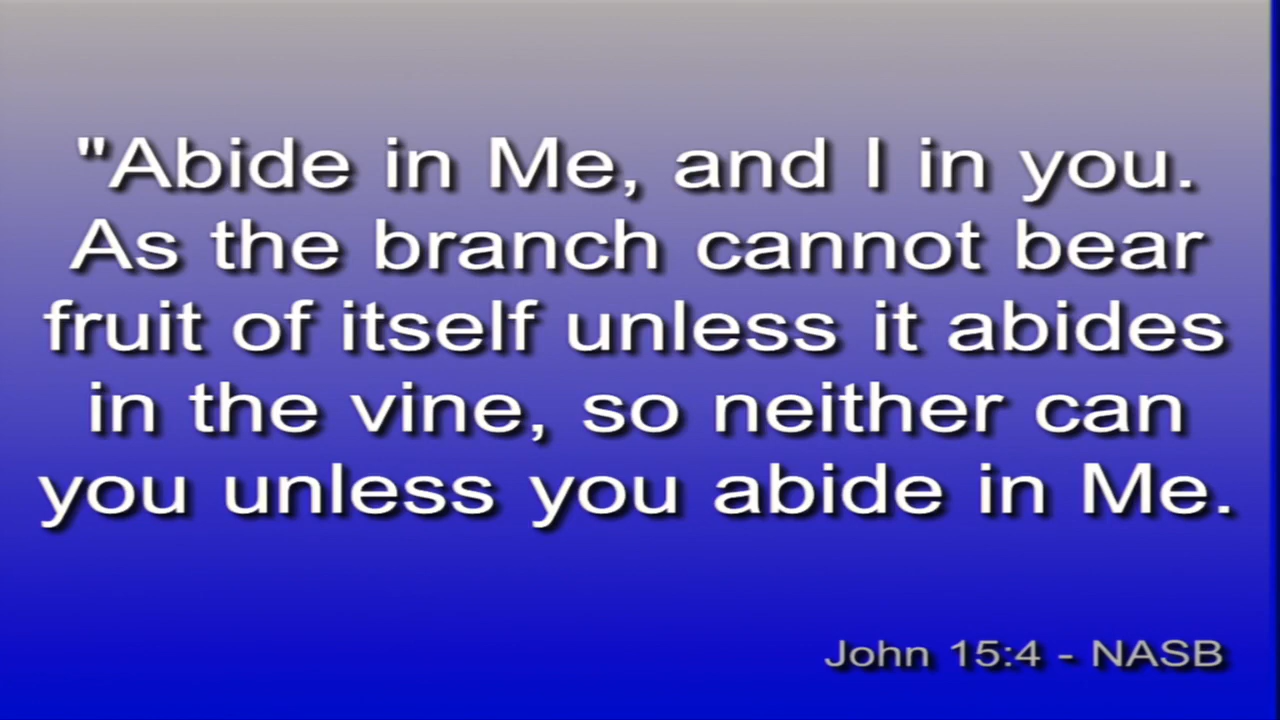 "Abide in Me, and I in you.
As the branch cannot bear
fruit of itself unless it abides
in the vine, so neither can
you unless you abide in Me.
John 15:4 - NASB